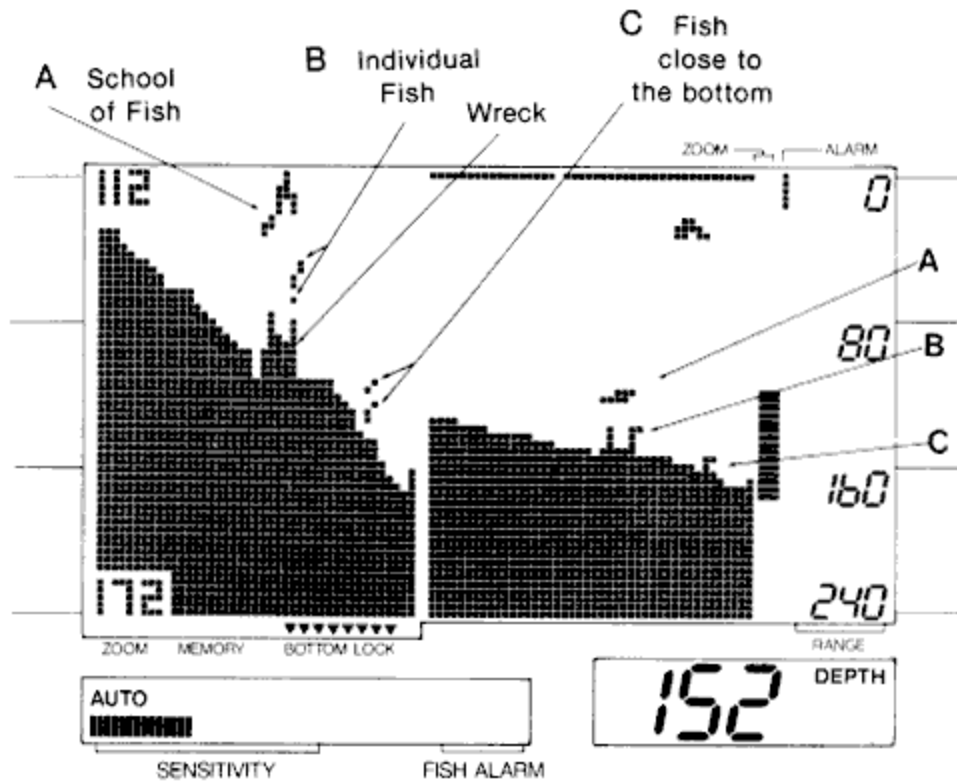 A School
of Fish
B Individual
Fish
Wreck
C Fish
close to
the bottom
ZOOM
ALARM
112
0
A
80
B
C
160
172
240
ZOOM MEMORY BOTTOM LOCK
RANGE
AUTO
152 DEPTH
SENSITIVITY FISH ALARM